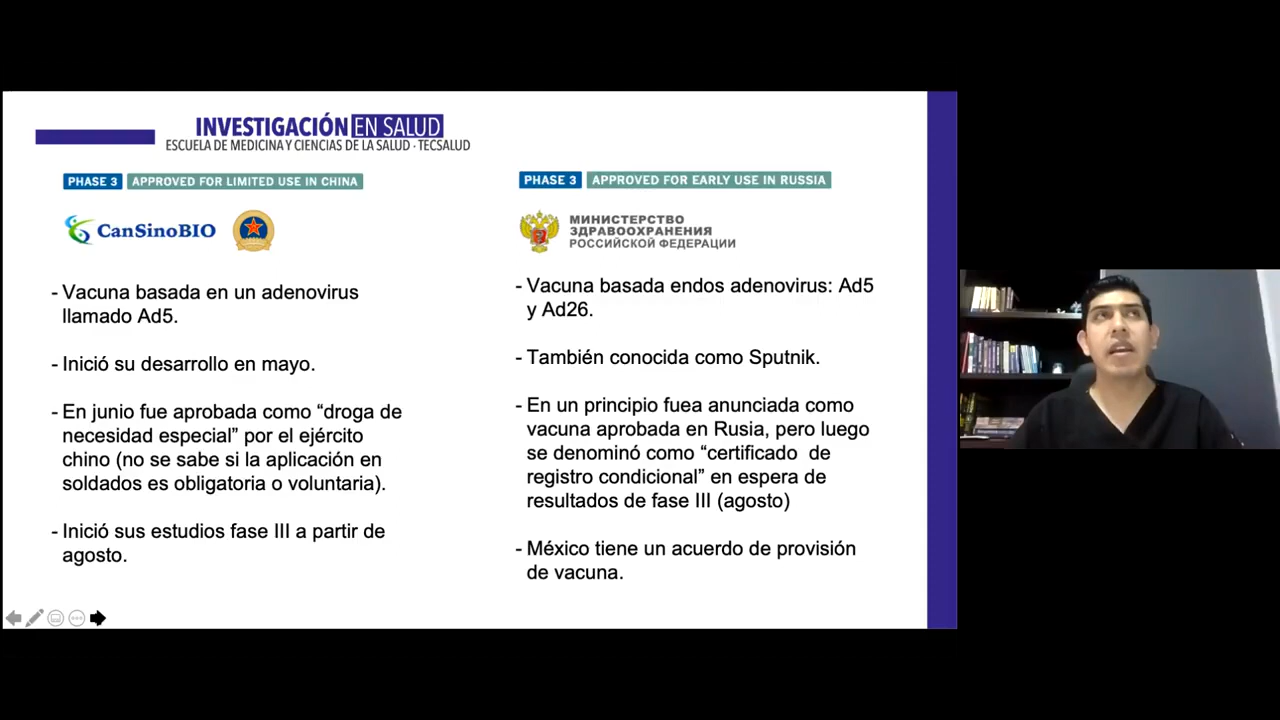 INVESTIGACIÓN EN SALUD
ESCUELA DE MEDICINA Y CIENCIAS DE LA SALUD · TECSALUD
PHASE 3 APPROVED FOR LIMITED USE IN CHINA
CanSinoBIO
- Vacuna basada en un adenovirus
llamado Ad5.
- Inició su desarrollo en mayo.
- En junio fue aprobada como “droga de
necesidad especial” por el ejército
chino (no se sabe si la aplicación en
soldados es obligatoria o voluntaria).
- Inició sus estudios fase III a partir de
agosto.
PHASE 3 APPROVED FOR EARLY USE IN RUSSIA
МИНИСТЕРСТВО
ЗДРАВООХРАНЕНИЯ
РОССИЙСКОЙ ФЕДЕРАЦИИ
- Vacuna basada endos adenovirus: Ad5
y Ad26.
- También conocida como Sputnik.
- En un principio fuea anunciada como
vacuna aprobada en Rusia, pero luego
se denominó como “certificado de
registro condicional” en espera de
resultados de fase III (agosto)
- México tiene un acuerdo de provisión
de vacuna.